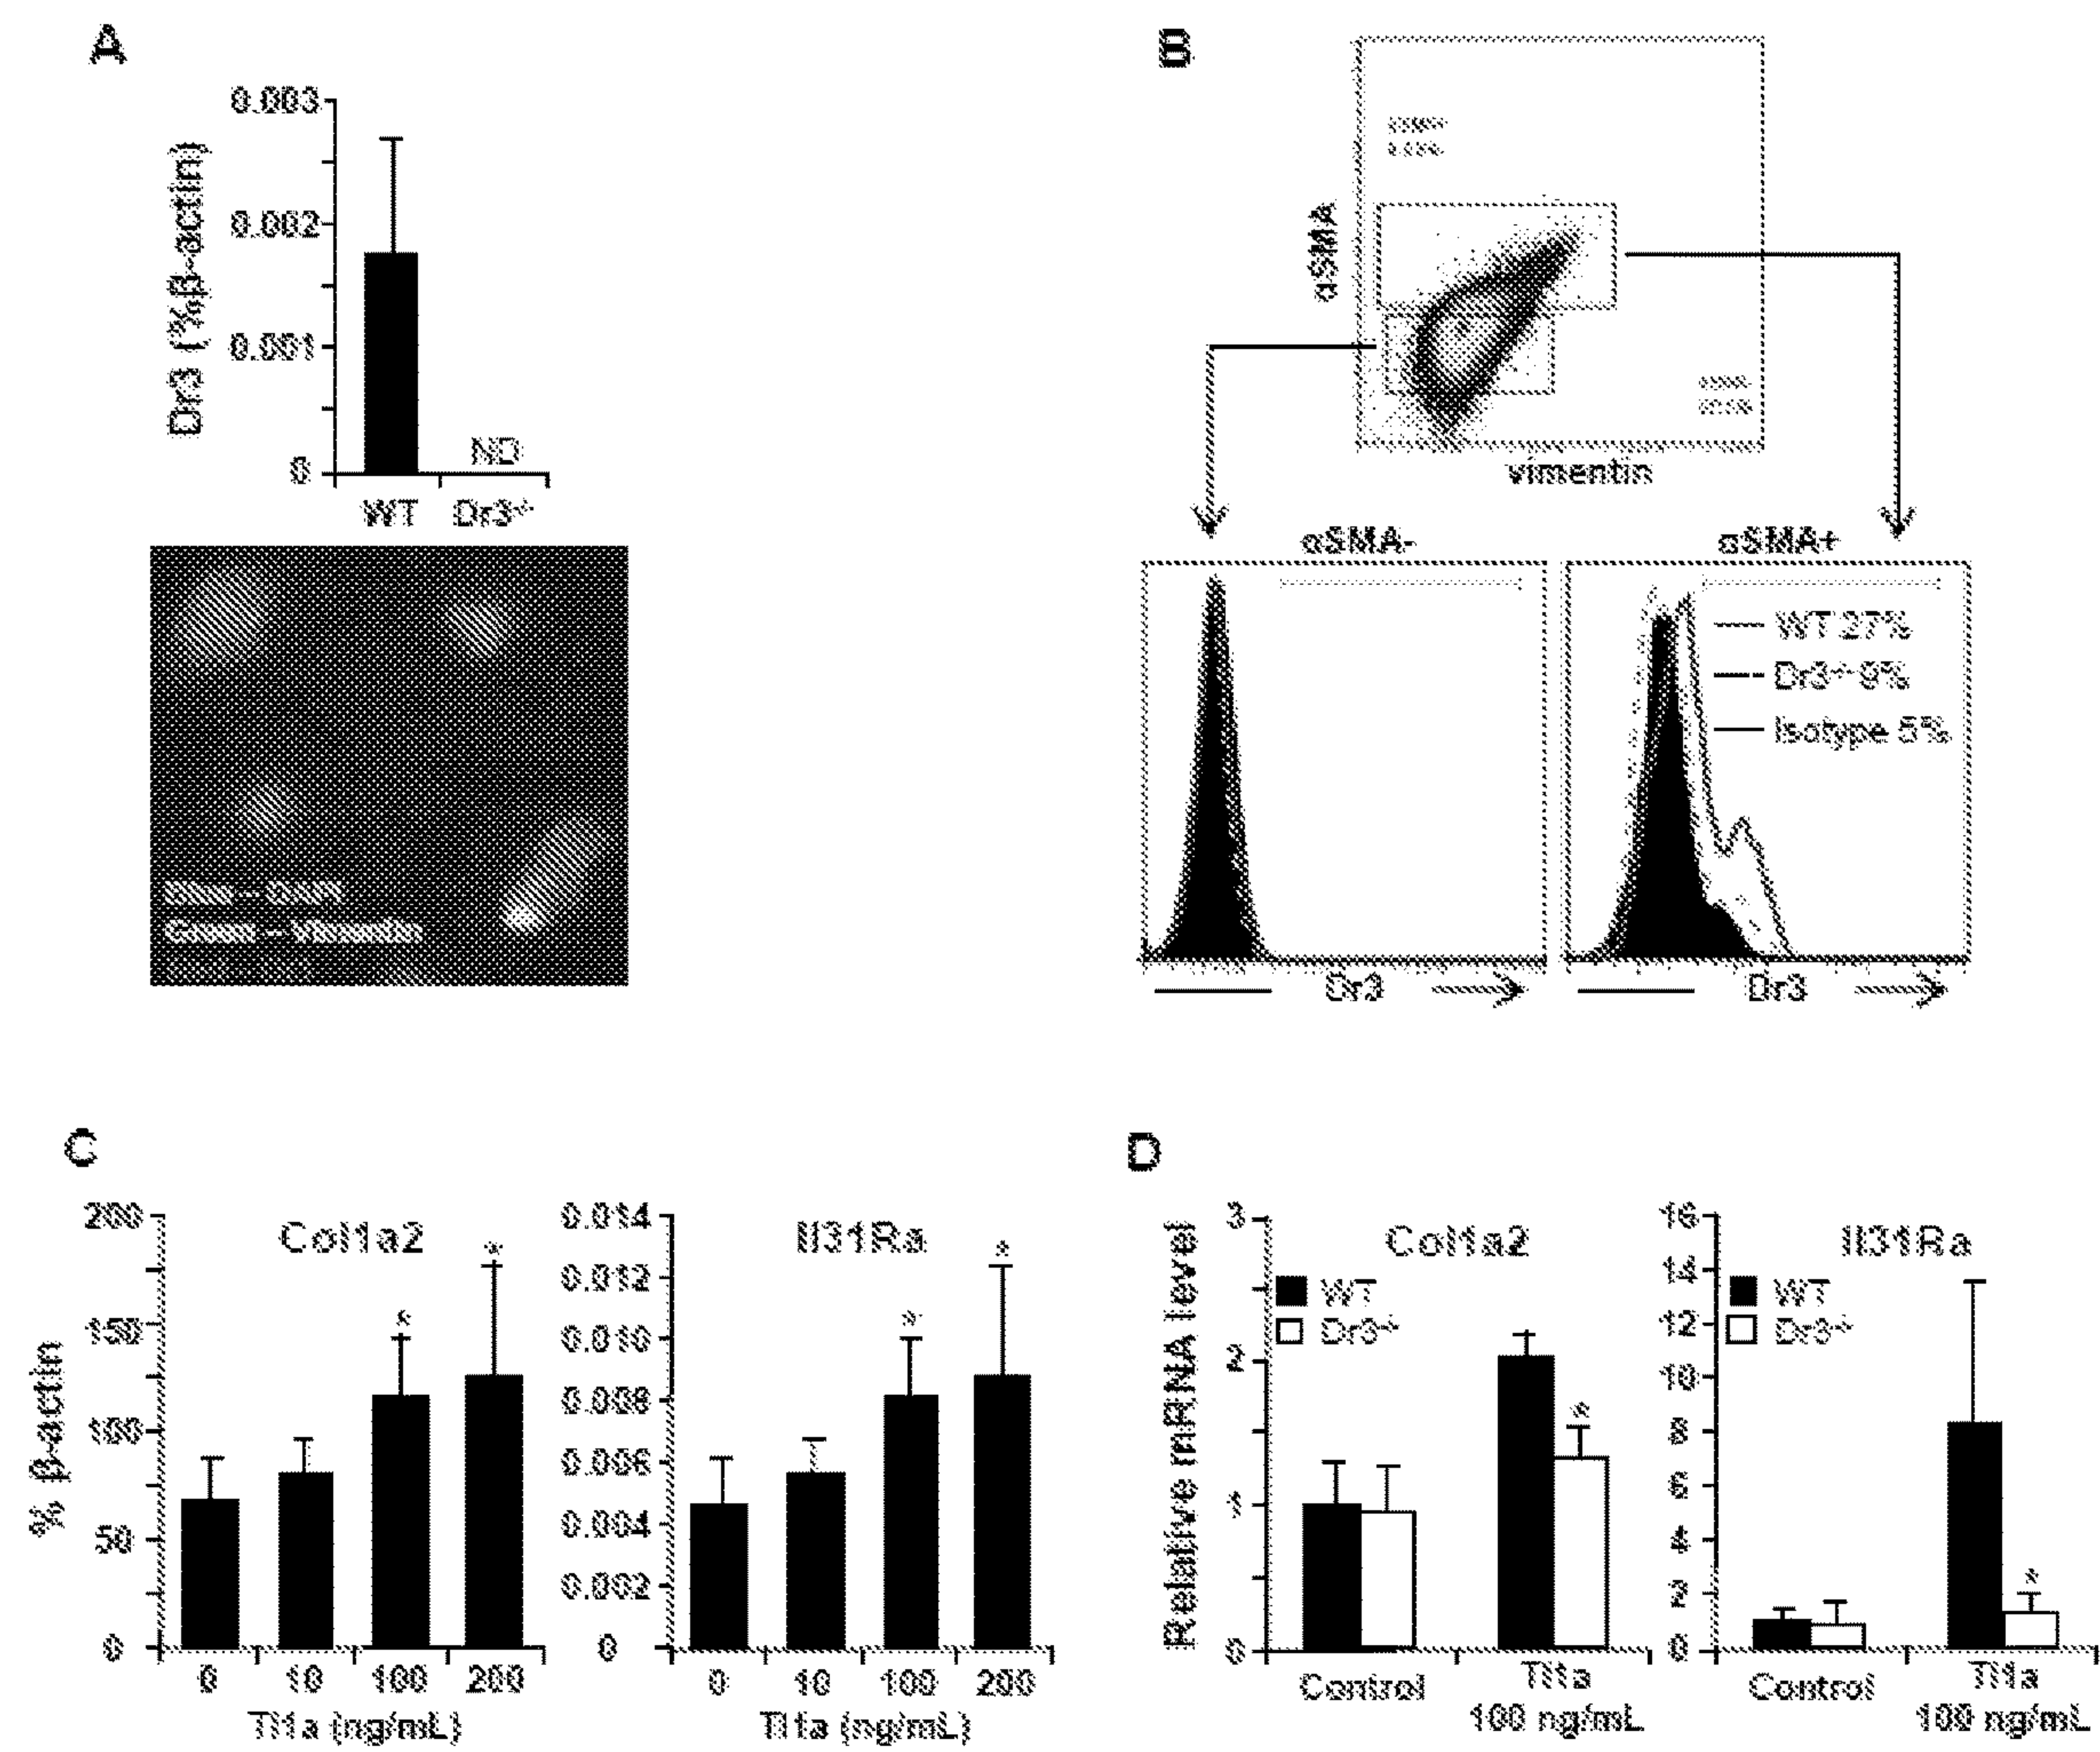 A
0.003
0.002
0.001
0
Dr3 (%β-actin)
ND
WT Dr3-/-
Blue – DAPI
Green – Vimentin
B
αSMA
vimentin
αSMA-
αSMA+
WT 27%
Dr3-/- 9%
Isotype 5%
Dr3
Dr3
C
% β-actin
200
150
100
50
0
Col1a2
*
*
0 10 100 200
Tl1a (ng/mL)
0.014
0.012
0.010
0.008
0.006
0.004
0.002
0
Il31Ra
*
*
0 10 100 200
Tl1a (ng/mL)
D
Relative mRNA level
3
2
1
0
Col1a2
WT
Dr3-/-
*
Control
Tl1a
100 ng/mL
16
14
12
10
8
6
4
2
0
Il31Ra
WT
Dr3-/-
*
Control
Tl1a
100 ng/mL